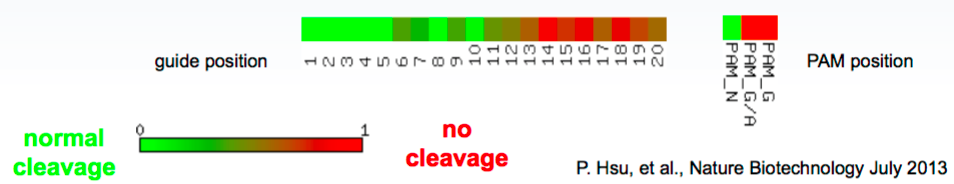 guide position
1 2 3 4 5 6 7 8 9 10 11 12 13 14 15 16 17 18 19 20
PAM_N
PAM_G/A
PAM_G
PAM position
normal
cleavage
0 1
no
cleavage
P. Hsu, et al., Nature Biotechnology July 2013